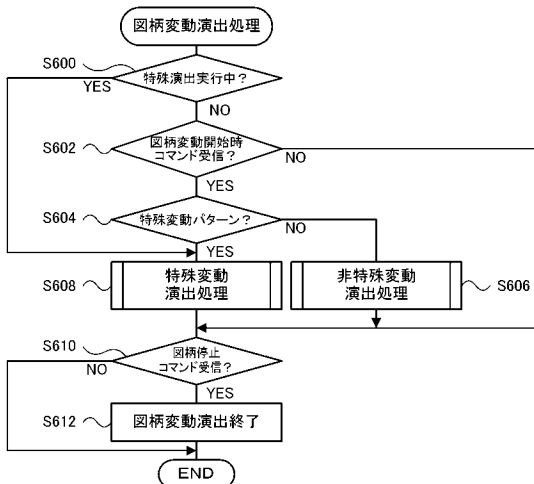 図柄変動演出処理
S600
特殊演出実行中？
YES
NO
S602
図柄変動開始時
コマンド受信？
NO
YES
S604
特殊変動パターン？
NO
YES
S608
特殊変動
演出処理
非特殊変動
演出処理
S606
S610
図柄停止
コマンド受信？
NO
YES
S612
図柄変動演出終了
END